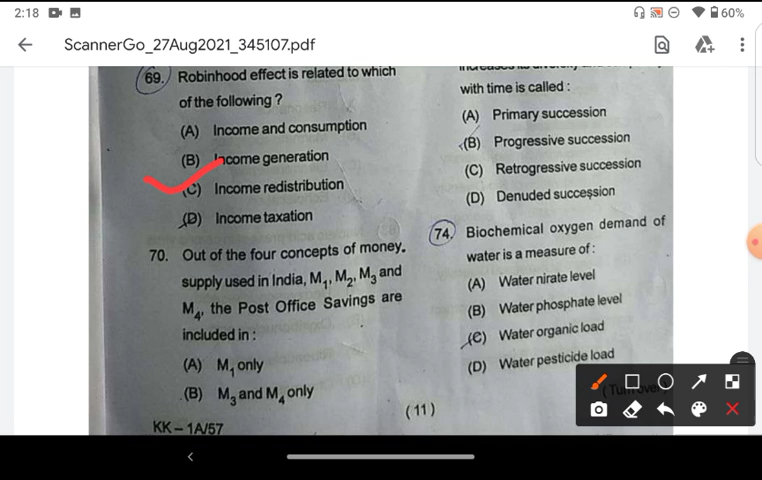 2:18
60%
ScannerGo_27Aug2021_345107.pdf
69. Robinhood effect is related to which
of the following ?
(A) Income and consumption
(B) Income generation
(C) Income redistribution
(D) Income taxation
70. Out of the four concepts of money
supply used in India, M1, M2, M3 and
M4, the Post Office Savings are
included in :
(A) M1 only
(B) M3 and M4 only
KK – 1A/57
with time is called :
(A) Primary succession
(B) Progressive succession
(C) Retrogressive succession
(D) Denuded succession
74. Biochemical oxygen demand of
water is a measure of :
(A) Water nirate level
(B) Water phosphate level
(C) Water organic load
(D) Water pesticide load
(11)
(Turn over)